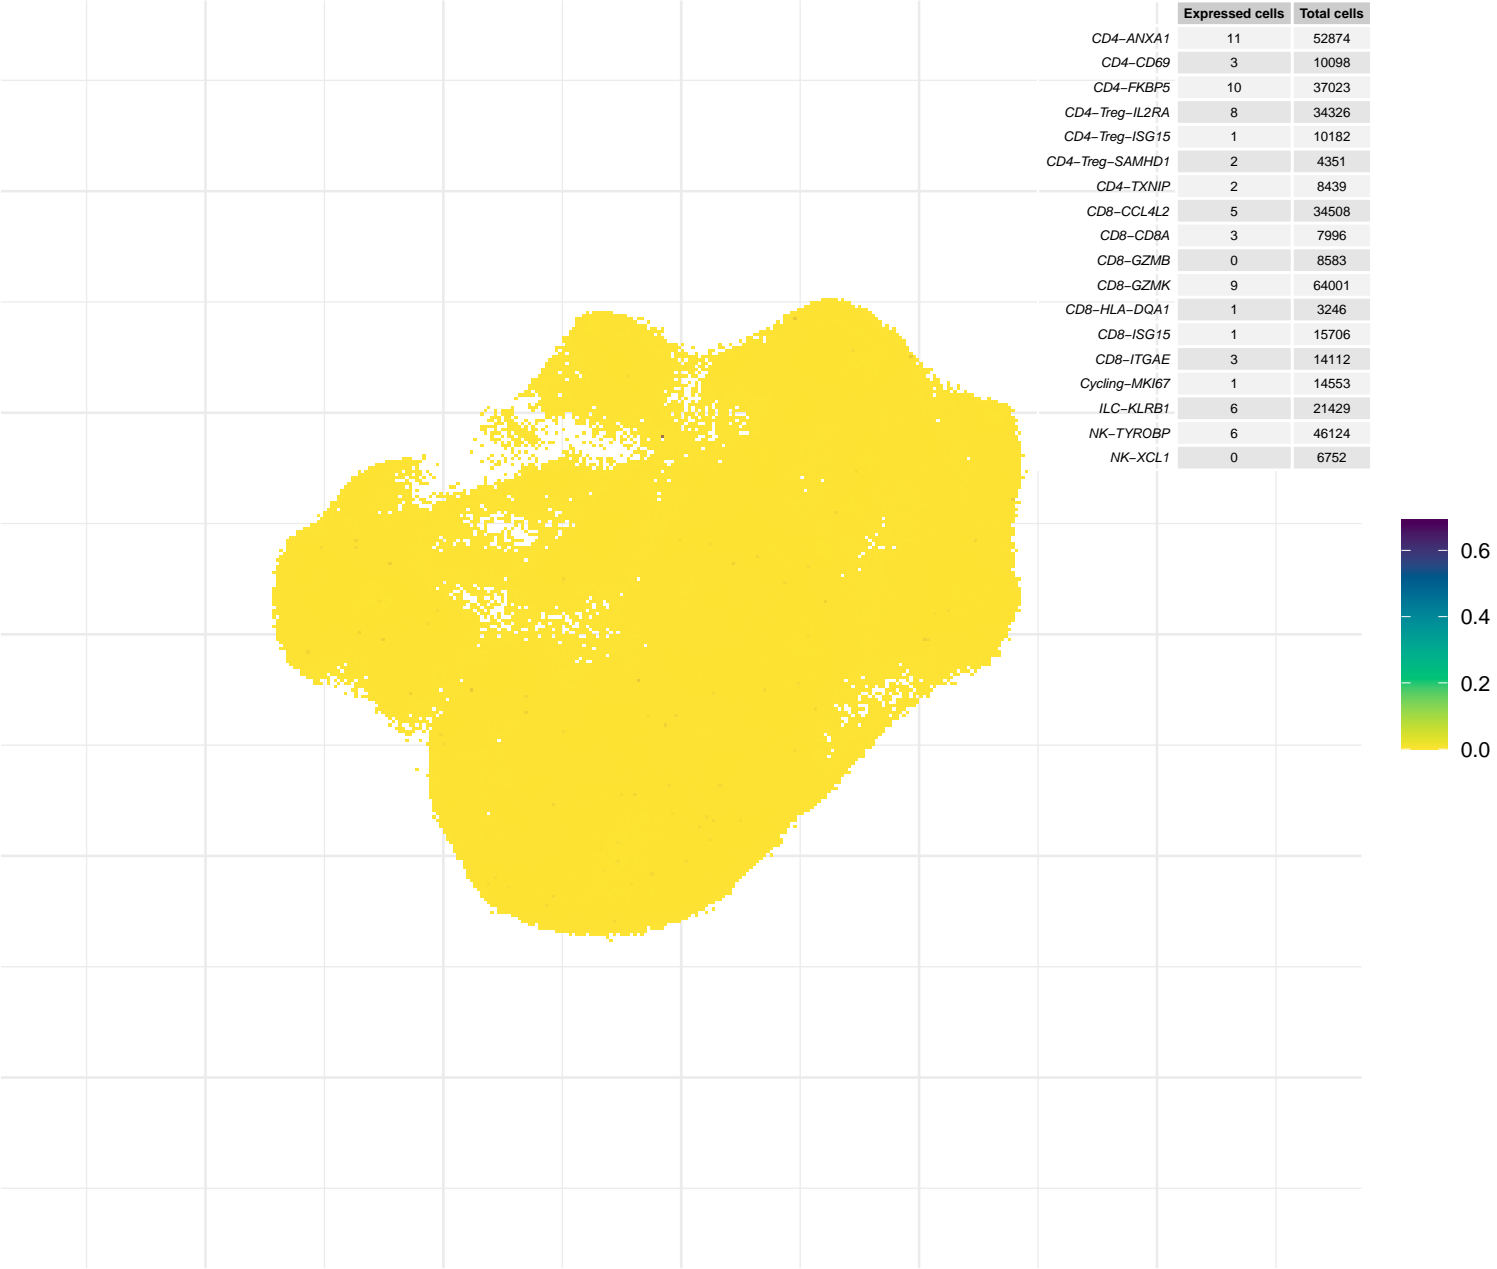 Expressed cells Total cells
CD4−ANXA1 11 52874
CD4−CD69 3 10098
CD4−FKBP5 10 37023
CD4−Treg−IL2RA 8 34326
CD4−Treg−ISG15 1 10182
CD4−Treg−SAMHD1 2 4351
CD4−TXNIP 2 8439
CD8−CCL4L2 5 34508
CD8−CD8A 3 7996
CD8−GZMB 0 8583
CD8−GZMK 9 64001
CD8−HLA−DQA1 1 3246
CD8−ISG15 1 15706
CD8−ITGAE 3 14112
Cycling−MKI67 1 14553
ILC−KLRB1 6 21429
NK−TYROBP 6 46124
NK−XCL1 0 6752
0.6
0.4
0.2
0.0